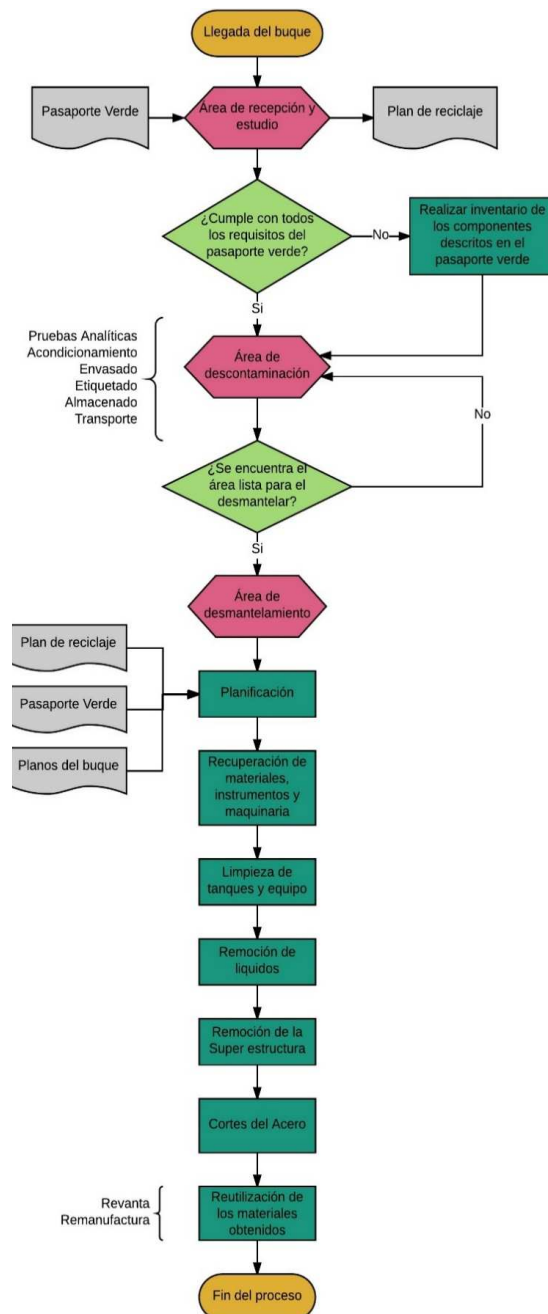 Llegada del buque
Pasaporte Verde
Área de recepción y
estudio
Plan de reciclaje
¿Cumple con todos
los requisitos del
pasaporte verde?
No
Realizar inventario de
los componentes
descritos en el
pasaporte verde
Si
Pruebas Analíticas
Acondicionamiento
Envasado
Etiquetado
Almacenado
Transporte
Área de
descontaminación
No
¿Se encuentra el
área lista para el
desmantelar?
Si
Área de
desmantelamiento
Plan de reciclaje
Pasaporte Verde
Planos del buque
Planificación
Recuperación de
materiales,
instrumentos y
maquinaria
Limpieza de
tanques y equipo
Remoción de
liquidos
Remoción de la
Super estructura
Cortes del Acero
Revanta
Remanufactura
Reutilización de
los materiales
obtenidos
Fin del proceso